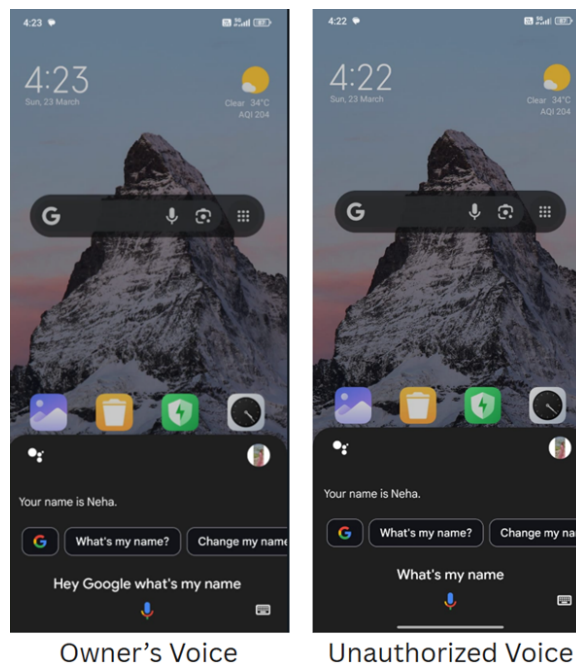 4:23
4:23
Sun, 23 March
Clear 34°C
AQI 204
G
Your name is Neha.
G
What's my name?
Change my name
Hey Google what's my name
Owner's Voice
4:22
4:22
Sun, 23 March
Clear 34°C
AQI 204
G
Your name is Neha.
G
What's my name?
Change my na
What's my name
Unauthorized Voice